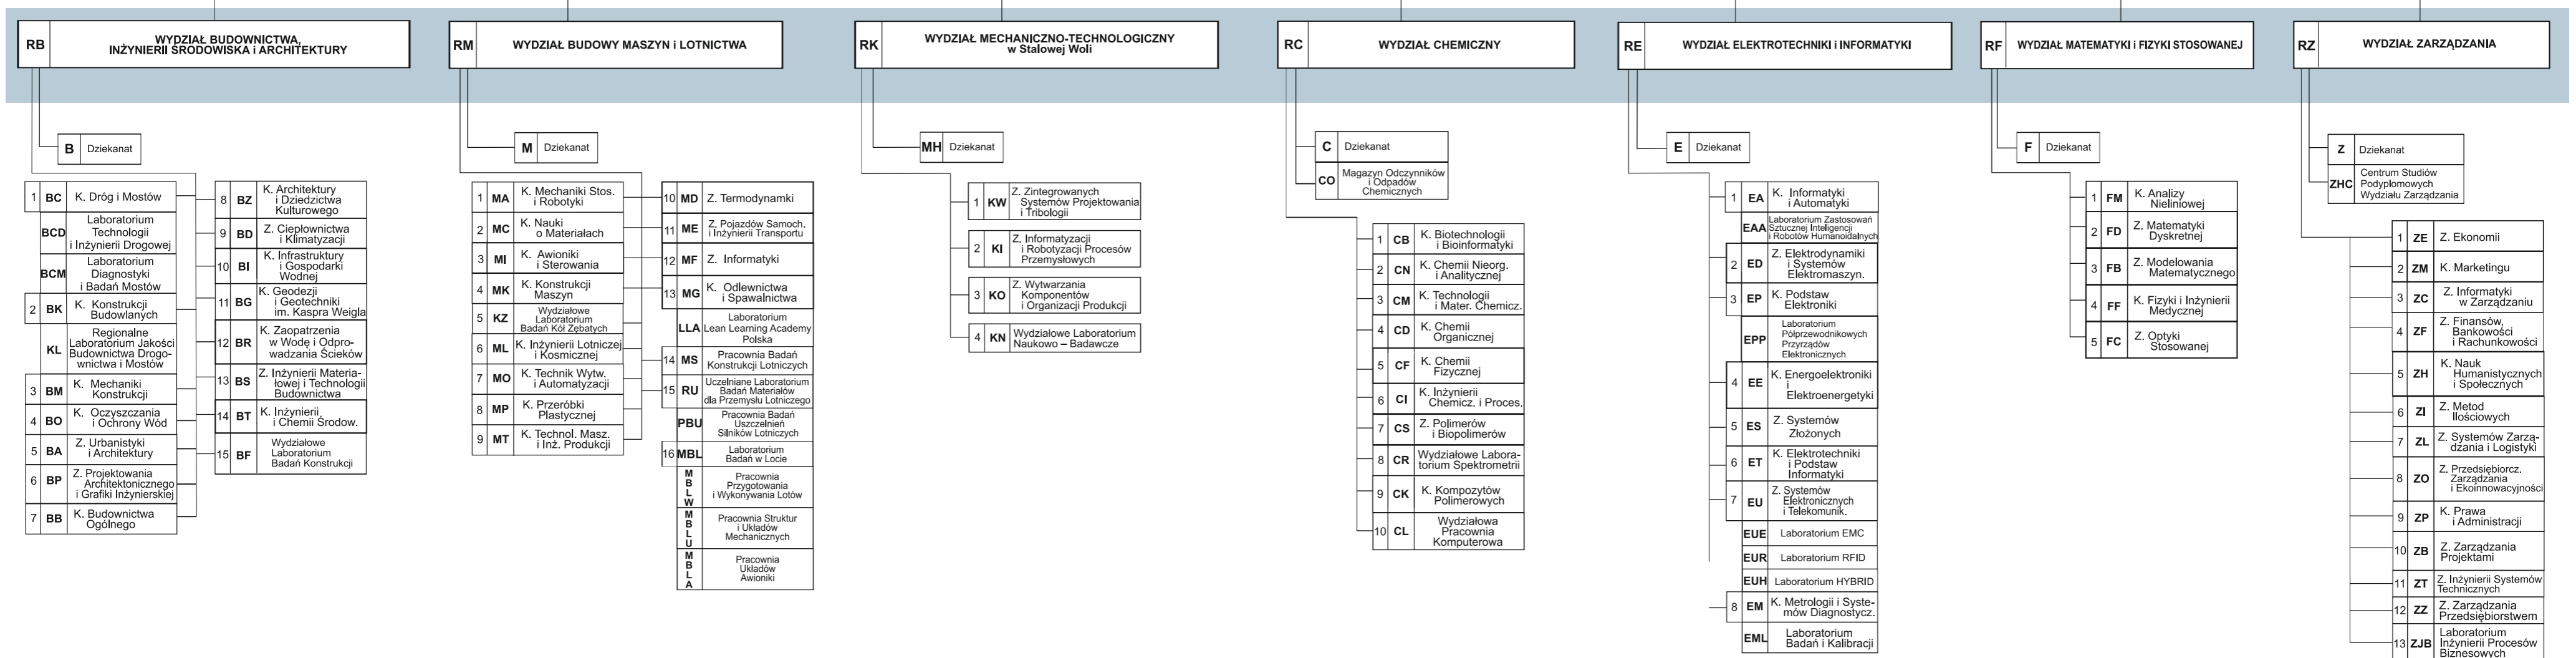 RB
WYDZIAŁ BUDOWNICTWA,
INŻYNIERII ŚRODOWISKA i ARCHITEKTURY
B Dziekanat
1 BC K. Dróg i Mostów
BCD Laboratorium
Technologii
i Inżynierii Drogowej
BCM Laboratorium
Diagnostyki
i Badań Mostów
2 BK K. Konstrukcji
Budowlanych
KL Regionalne
Laboratorium Jakości
Budownictwa Drogo-
wnictwa i Mostów
3 BM K. Mechaniki
Konstrukcji
4 BO K. Oczyszczania
i Ochrony Wód
5 BA Z. Urbanistyki
i Architektury
6 BP Z. Projektowania
Architektonicznego
i Grafiki Inżynierskiej
7 BB K. Budownictwa
Ogólnego
8 BZ K. Architektury
i Dziedzictwa
Kulturowego
9 BD Z. Ciepłownictwa
i Klimatyzacji
10 BI K. Infrastruktury
i Gospodarki
Wodnej
11 BG K. Geodezji
i Geotechniki
im. Kaspra Weigla
12 BR K. Zaopatrzenia
w Wodę i Odpro-
wadzania Ścieków
13 BS Z. Inżynierii Materia-
łowej i Technologii
Budownictwa
14 BT K. Inżynierii
i Chemii Środow.
15 BF Wydziałowe
Laboratorium
Badań Konstrukcji
RM WYDZIAŁ BUDOWY MASZYN i LOTNICTWA
M Dziekanat
1 MA K. Mechaniki Stos.
i Robotyki
2 MC K. Nauki
o Materiałach
3 MI K. Awioniki
i Sterowania
4 MK K. Konstrukcji
Maszyn
5 KZ Wydziałowe
Laboratorium
Badań Kół Zębatych
6 ML K. Inżynierii Lotniczej
i Kosmicznej
7 MO K. Technik Wytw.
i Automatyzacji
8 MP K. Przeróbki
Plastycznej
9 MT K. Technol. Masz.
i Inż. Produkcji
10 MD Z. Termodynamki
11 ME Z. Pojazdów Samoch.
i Inżynierii Transportu
12 MF Z. Informatyki
13 MG K. Odlewnictwa
i Spawalnictwa
LLA Laboratorium
Lean Learning Academy
Polska
14 MS Pracownia Badań
Konstrukcji Lotniczych
15 RU Uczelniane Laboratorium
Badań Materiałów
dla Przemysłu Lotniczego
PBU Pracownia Badań
Uszczelnień
Silników Lotniczych
16 MBL Laboratorium
Badań w Locie
MBLW Pracownia
Przygotowania
i Wykonywania Lotów
MBLU Pracownia Struktur
i Układów
Mechanicznych
MBLA Pracownia
Układów
Awioniki
RK WYDZIAŁ MECHANICZNO-TECHNOLOGICZNY
w Stalowej Woli
MH Dziekanat
1 KW Z. Zintegrowanych
Systemów Projektowania
i Tribologii
2 KI Z. Informatyzacji
i Robotyzacji Procesów
Przemysłowych
3 KO Z. Wytwarzania
Komponentów
i Organizacji Produkcji
4 KN Wydziałowe Laboratorium
Naukowo – Badawcze
RC WYDZIAŁ CHEMICZNY
C Dziekanat
CO Magazyn Odczynników
i Odpadów
Chemicznych
1 CB K. Biotechnologii
i Bioinformatyki
2 CN K. Chemii Nieorg.
i Analitycznej
3 CM K. Technologii
i Mater. Chemicz.
4 CD K. Chemii
Organicznej
5 CF K. Chemii
Fizycznej
6 CI K. Inżynierii
Chemicz. i Proces.
7 CS Z. Polimerów
i Biopolimerów
8 CR Wydziałowe Labora-
torium Spektrometrii
9 CK K. Kompozytów
Polimerowych
10 CL Wydziałowa
Pracownia
Komputerowa
RE WYDZIAŁ ELEKTROTECHNIKI i INFORMATYKI
E Dziekanat
1 EA K. Informatyki
i Automatyki
EAA Laboratorium Zastosowań
Sztucznej Inteligencji
i Robotów Humanoidalnych
2 ED Z. Elektrodynamiki
i Systemów
Elektromaszyn.
3 EP K. Podstaw
Elektroniki
EPP Laboratorium
Półprzewodnikowych
Przyrządów
Elektronicznych
4 EE K. Energoelektroniki
i
Elektroenergetyki
5 ES Z. Systemów
Złożonych
6 ET K. Elektrotechniki
i Podstaw
Informatyki
7 EU Z. Systemów
Elektronicznych
i Telekomunik.
EUE Laboratorium EMC
EUR Laboratorium RFID
EUH Laboratorium HYBRID
8 EM K. Metrologii i Syste-
mów Diagnostycz.
EML Laboratorium
Badań i Kalibracji
RF WYDZIAŁ MATEMATYKI i FIZYKI STOSOWANEJ
F Dziekanat
1 FM K. Analizy
Nieliniowej
2 FD Z. Matematyki
Dyskretnej
3 FB Z. Modelowania
Matematycznego
4 FF K. Fizyki i Inżynierii
Medycznej
5 FC Z. Optyki
Stosowanej
RZ WYDZIAŁ ZARZĄDZANIA
Z Dziekanat
ZHC Centrum Studiów
Podyplomowych
Wydziału Zarządzania
1 ZE Z. Ekonomii
2 ZM K. Marketingu
3 ZC Z. Informatyki
w Zarządzaniu
4 ZF Z. Finansów,
Bankowości
i Rachunkowości
5 ZH K. Nauk
Humanistycznych
i Społecznych
6 ZI Z. Metod
Ilościowych
7 ZL Z. Systemów Zarzą-
dzania i Logistyki
8 ZO Z. Przedsiębiorcz.
Zarządzania
i Ekoinnowacyjności
9 ZP K. Prawa
i Administracji
10 ZB Z. Zarządzania
Projektami
11 ZT Z. Inżynierii Systemów
Technicznych
12 ZZ Z. Zarządzania
Przedsiębiorstwem
13 ZJB Laboratorium
Inżynierii Procesów
Biznesowych